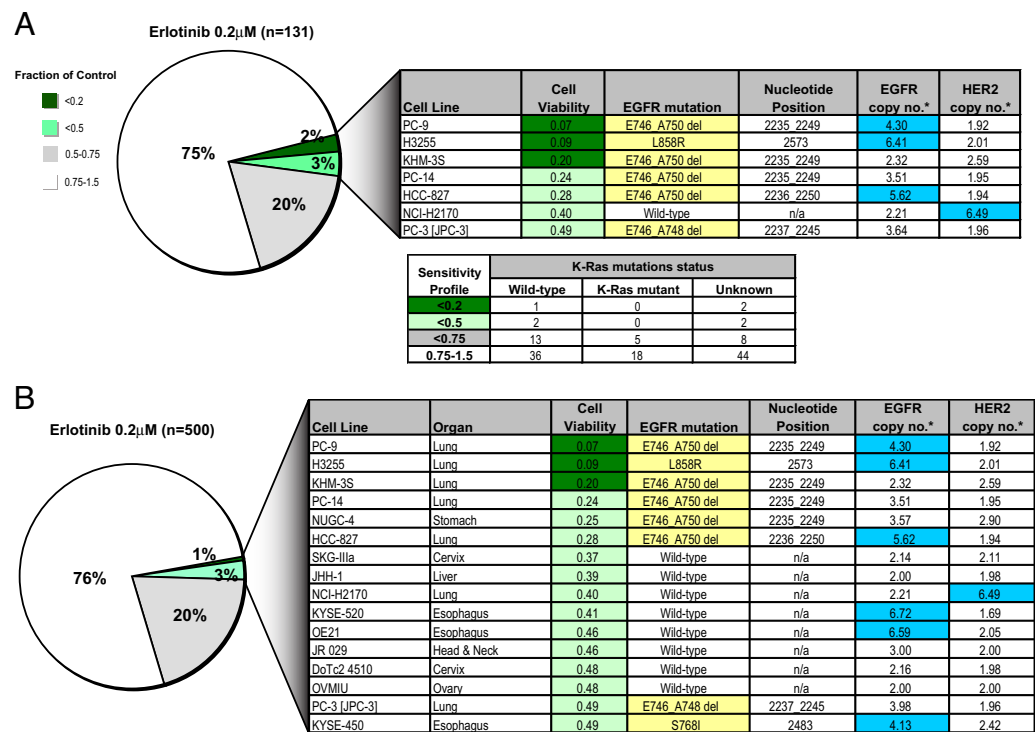 A
Erlotinib 0.2μM (n=131)
Fraction of Control
<0.2
<0.5
0.5-0.75
0.75-1.5
75%
2%
3%
20%
Cell Line Cell Viability EGFR mutation Nucleotide Position EGFR copy no.* HER2 copy no.*
PC-9 0.07 E746_A750 del 2235_2249 4.30 1.92
H3255 0.09 L858R 2573 6.41 2.01
KHM-3S 0.20 E746_A750 del 2235_2249 2.32 2.59
PC-14 0.24 E746_A750 del 2235_2249 3.51 1.95
HCC-827 0.28 E746_A750 del 2236_2250 5.62 1.94
NCI-H2170 0.40 Wild-type n/a 2.21 6.49
PC-3 [JPC-3] 0.49 E746_A748 del 2237_2245 3.64 1.96
Sensitivity Profile K-Ras mutations status
Wild-type K-Ras mutant Unknown
<0.2 1 0 2
<0.5 2 0 2
<0.75 13 5 8
0.75-1.5 36 18 44
B
Erlotinib 0.2μM (n=500)
76%
1%
3%
20%
Cell Line Organ Cell Viability EGFR mutation Nucleotide Position EGFR copy no.* HER2 copy no.*
PC-9 Lung 0.07 E746_A750 del 2235_2249 4.30 1.92
H3255 Lung 0.09 L858R 2573 6.41 2.01
KHM-3S Lung 0.20 E746_A750 del 2235_2249 2.32 2.59
PC-14 Lung 0.24 E746_A750 del 2235_2249 3.51 1.95
NUGC-4 Stomach 0.25 E746_A750 del 2235_2249 3.57 2.90
HCC-827 Lung 0.28 E746_A750 del 2236_2250 5.62 1.94
SKG-IIIa Cervix 0.37 Wild-type n/a 2.14 2.11
JHH-1 Liver 0.39 Wild-type n/a 2.00 1.98
NCI-H2170 Lung 0.40 Wild-type n/a 2.21 6.49
KYSE-520 Esophagus 0.41 Wild-type n/a 6.72 1.69
OE21 Esophagus 0.46 Wild-type n/a 6.59 2.05
JR 029 Head & Neck 0.46 Wild-type n/a 3.00 2.00
DoTc2 4510 Cervix 0.48 Wild-type n/a 2.16 1.98
OVMIU Ovary 0.48 Wild-type n/a 2.00 2.00
PC-3 [JPC-3] Lung 0.49 E746_A748 del 2237_2245 3.98 1.96
KYSE-450 Esophagus 0.49 S768I 2483 4.13 2.42